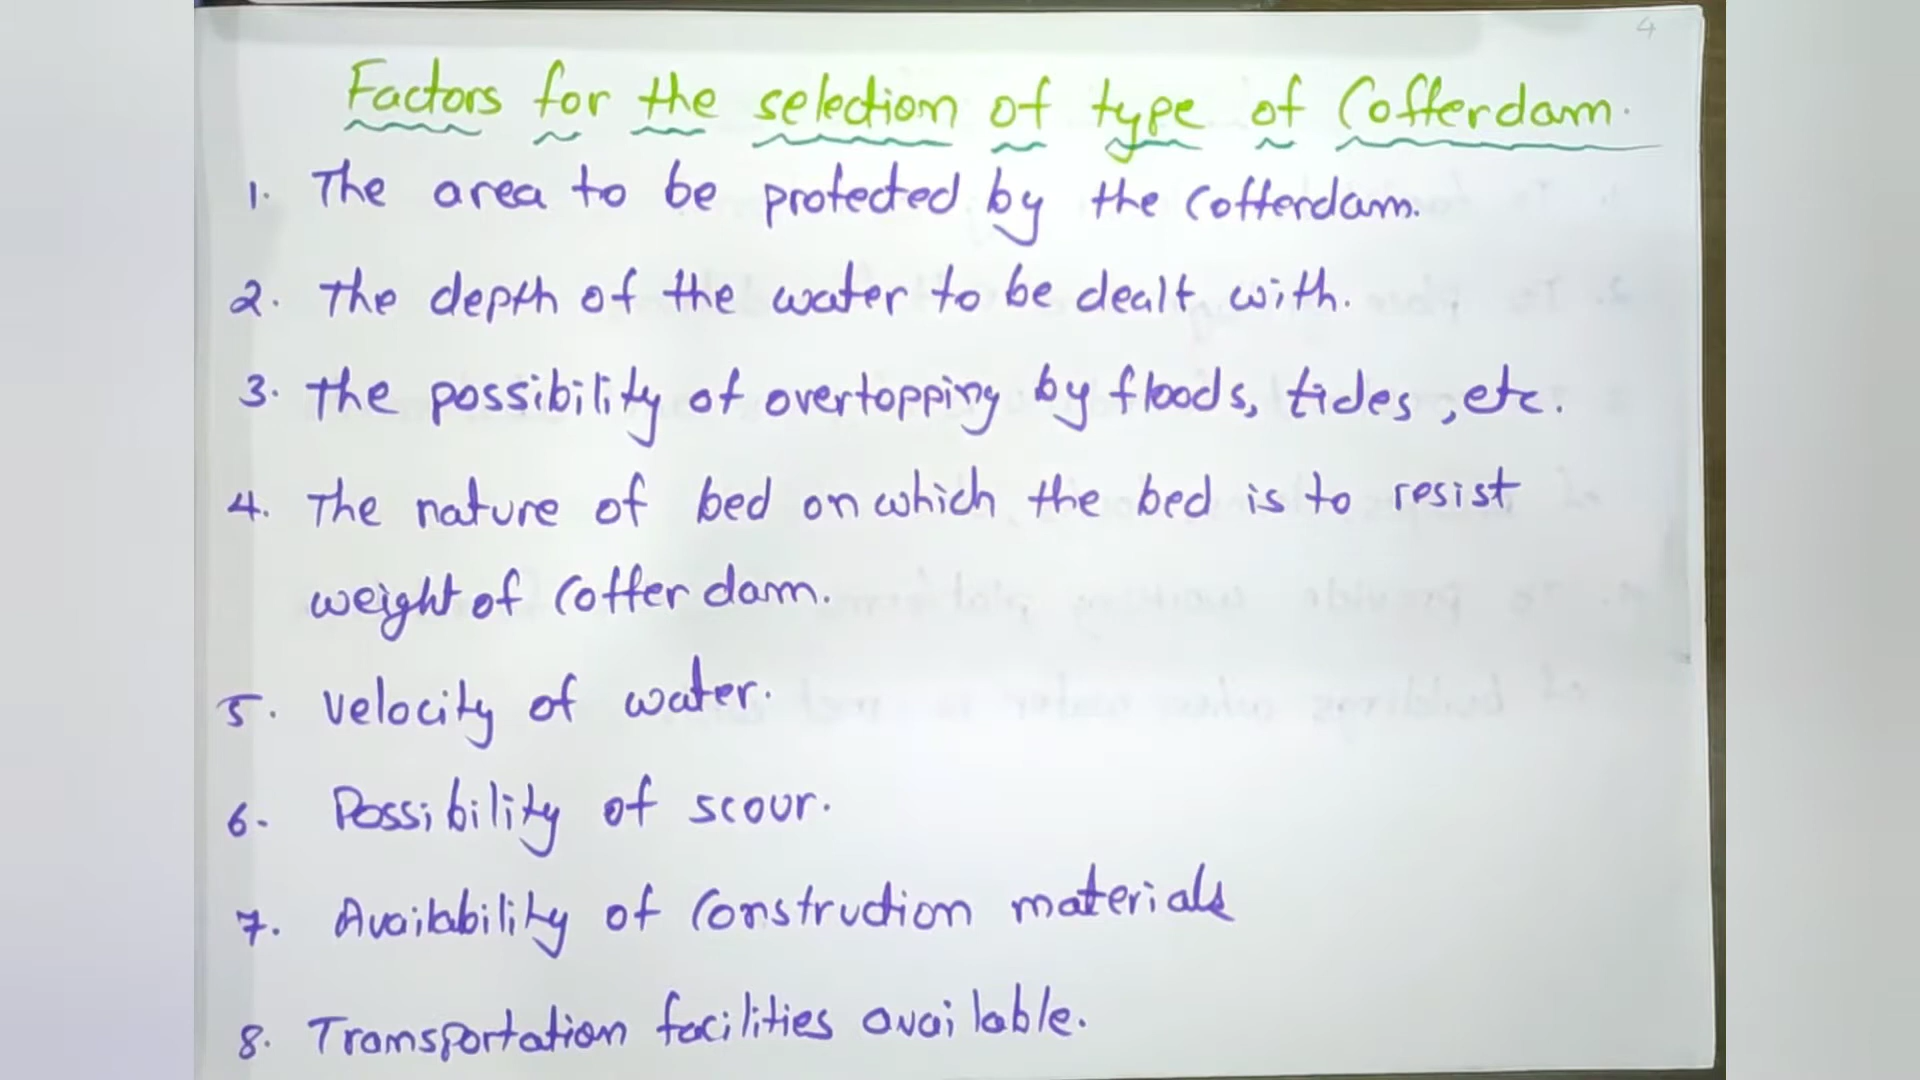 4
Factors for the selection of type of Cofferdam.
1. The area to be protected by the Cofferdam.
2. The depth of the water to be dealt with.
3. The possibility of overtopping by floods, tides, etc.
4. The nature of bed on which the bed is to resist
weight of Coffer dam.
5. Velocity of water.
6. Possibility of scour.
7. Availability of Construction materials
8. Transportation facilities available.